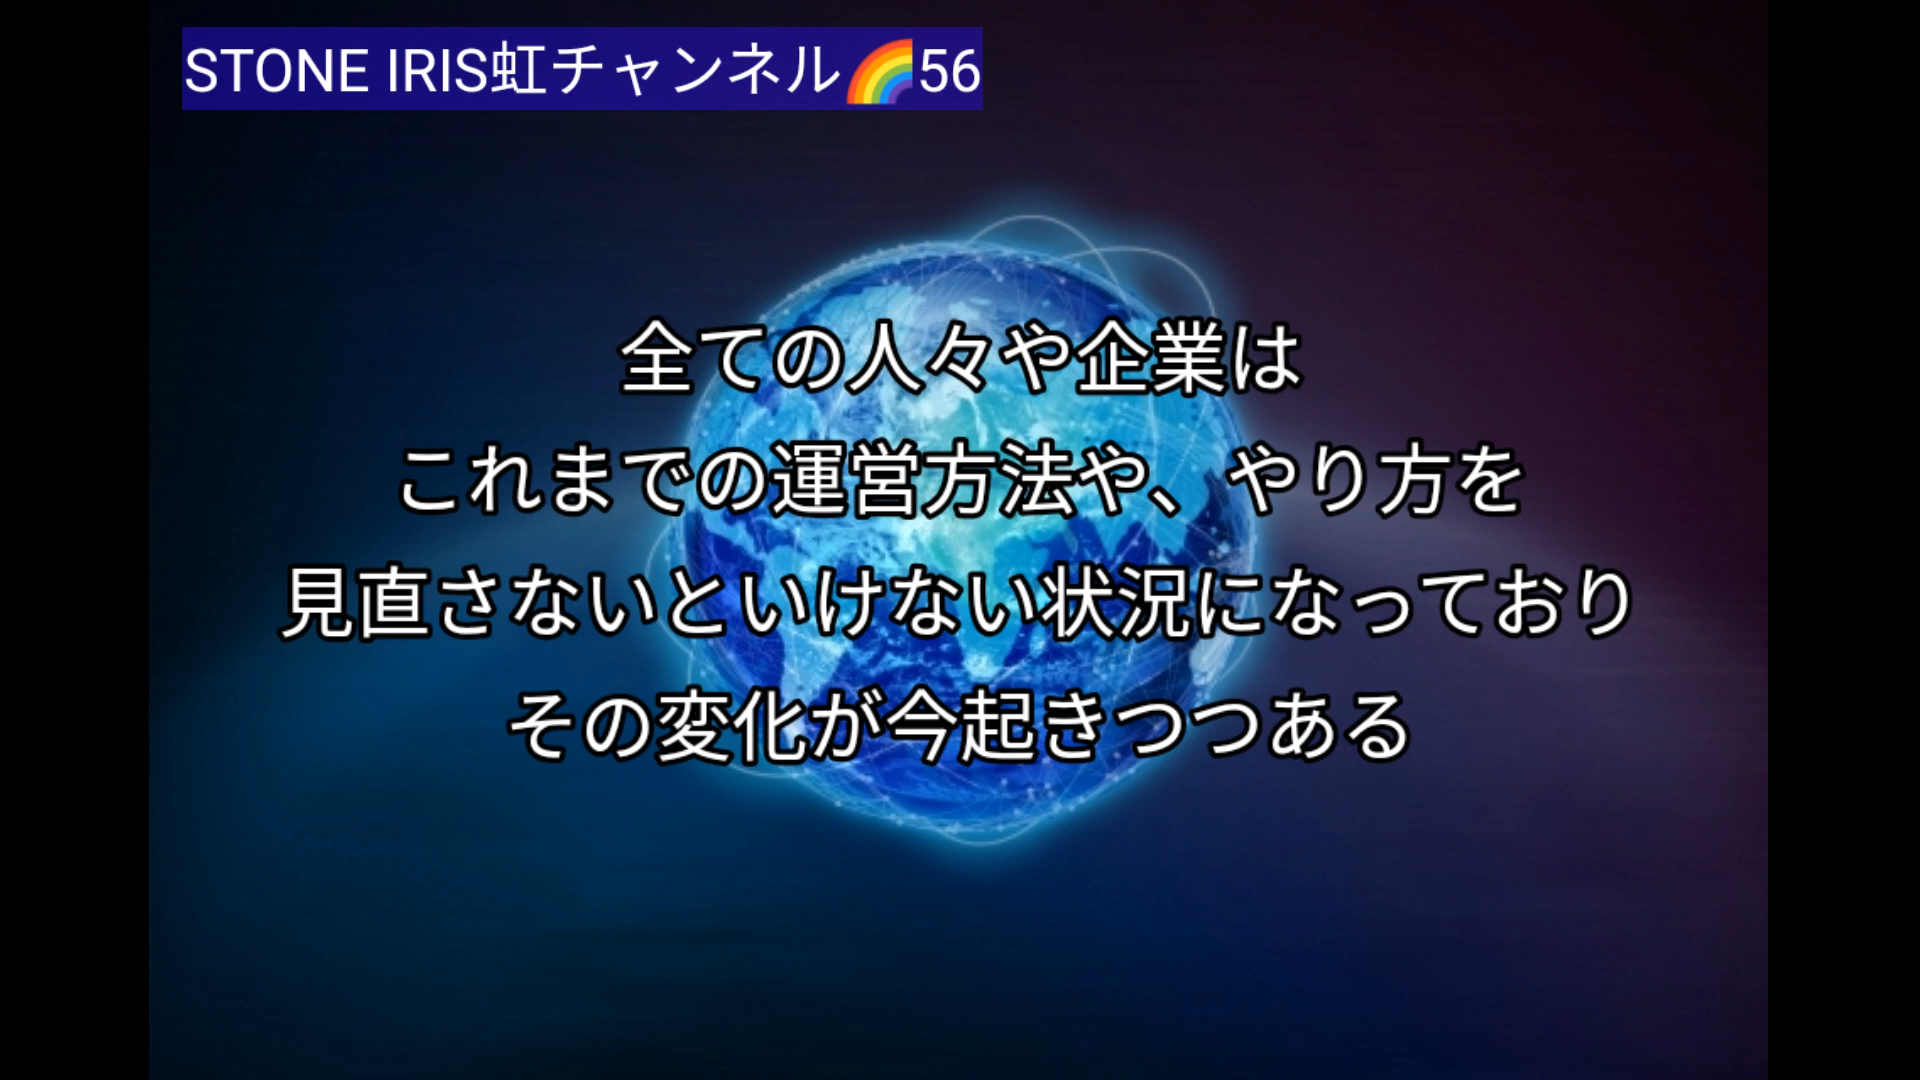 STONE IRIS虹チャンネル🌈56
全ての人々や企業は
これまでの運営方法や、やり方を
見直さないといけない状況になっており
その変化が今起きつつある